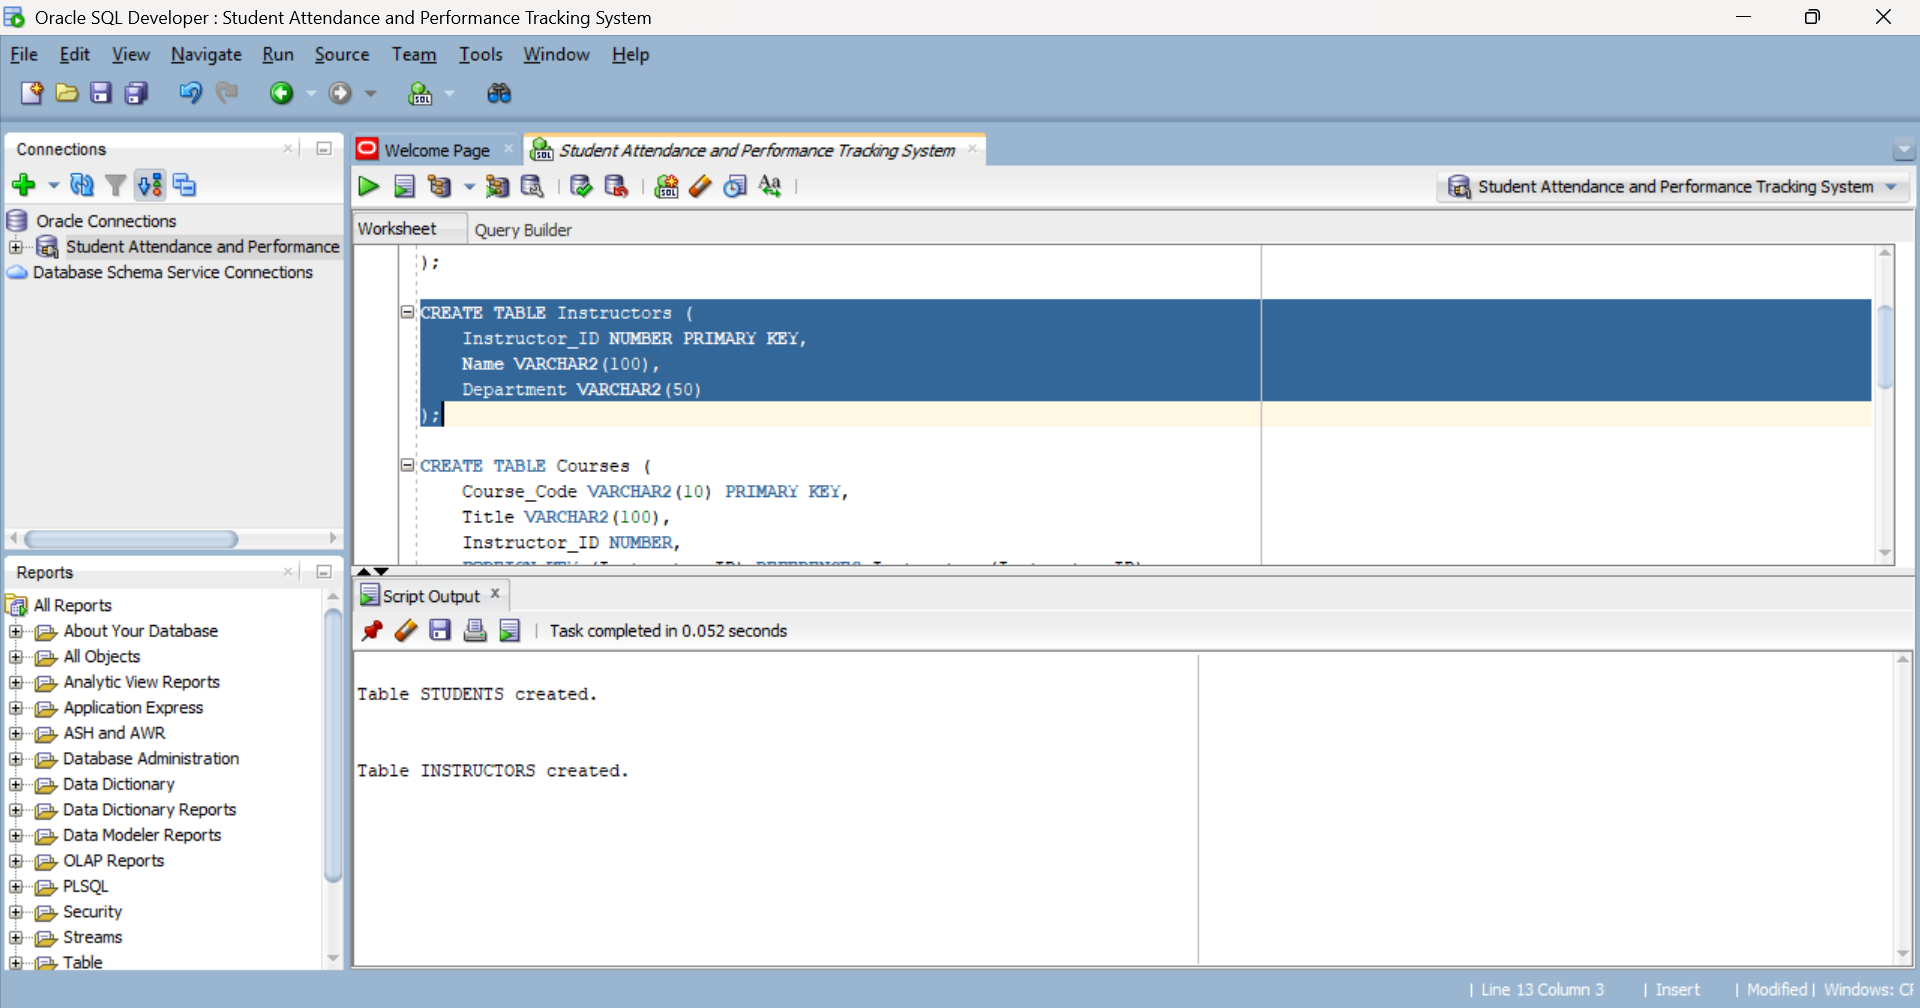 Oracle SQL Developer : Student Attendance and Performance Tracking System
File Edit View Navigate Run Source Team Tools Window Help
Connections
Oracle Connections
Student Attendance and Performance
Database Schema Service Connections
Reports
All Reports
About Your Database
All Objects
Analytic View Reports
Application Express
ASH and AWR
Database Administration
Data Dictionary
Data Dictionary Reports
Data Modeler Reports
OLAP Reports
PLSQL
Security
Streams
Table
Welcome Page
Student Attendance and Performance Tracking System
Student Attendance and Performance Tracking System
Worksheet
Query Builder
);
CREATE TABLE Instructors (
Instructor_ID NUMBER PRIMARY KEY,
Name VARCHAR2(100),
Department VARCHAR2(50)
);
CREATE TABLE Courses (
Course_Code VARCHAR2(10) PRIMARY KEY,
Title VARCHAR2(100),
Instructor_ID NUMBER,
Script Output
Task completed in 0.052 seconds
Table STUDENTS created.
Table INSTRUCTORS created.
Line 13 Column 3 | Insert | Modified | Windows: